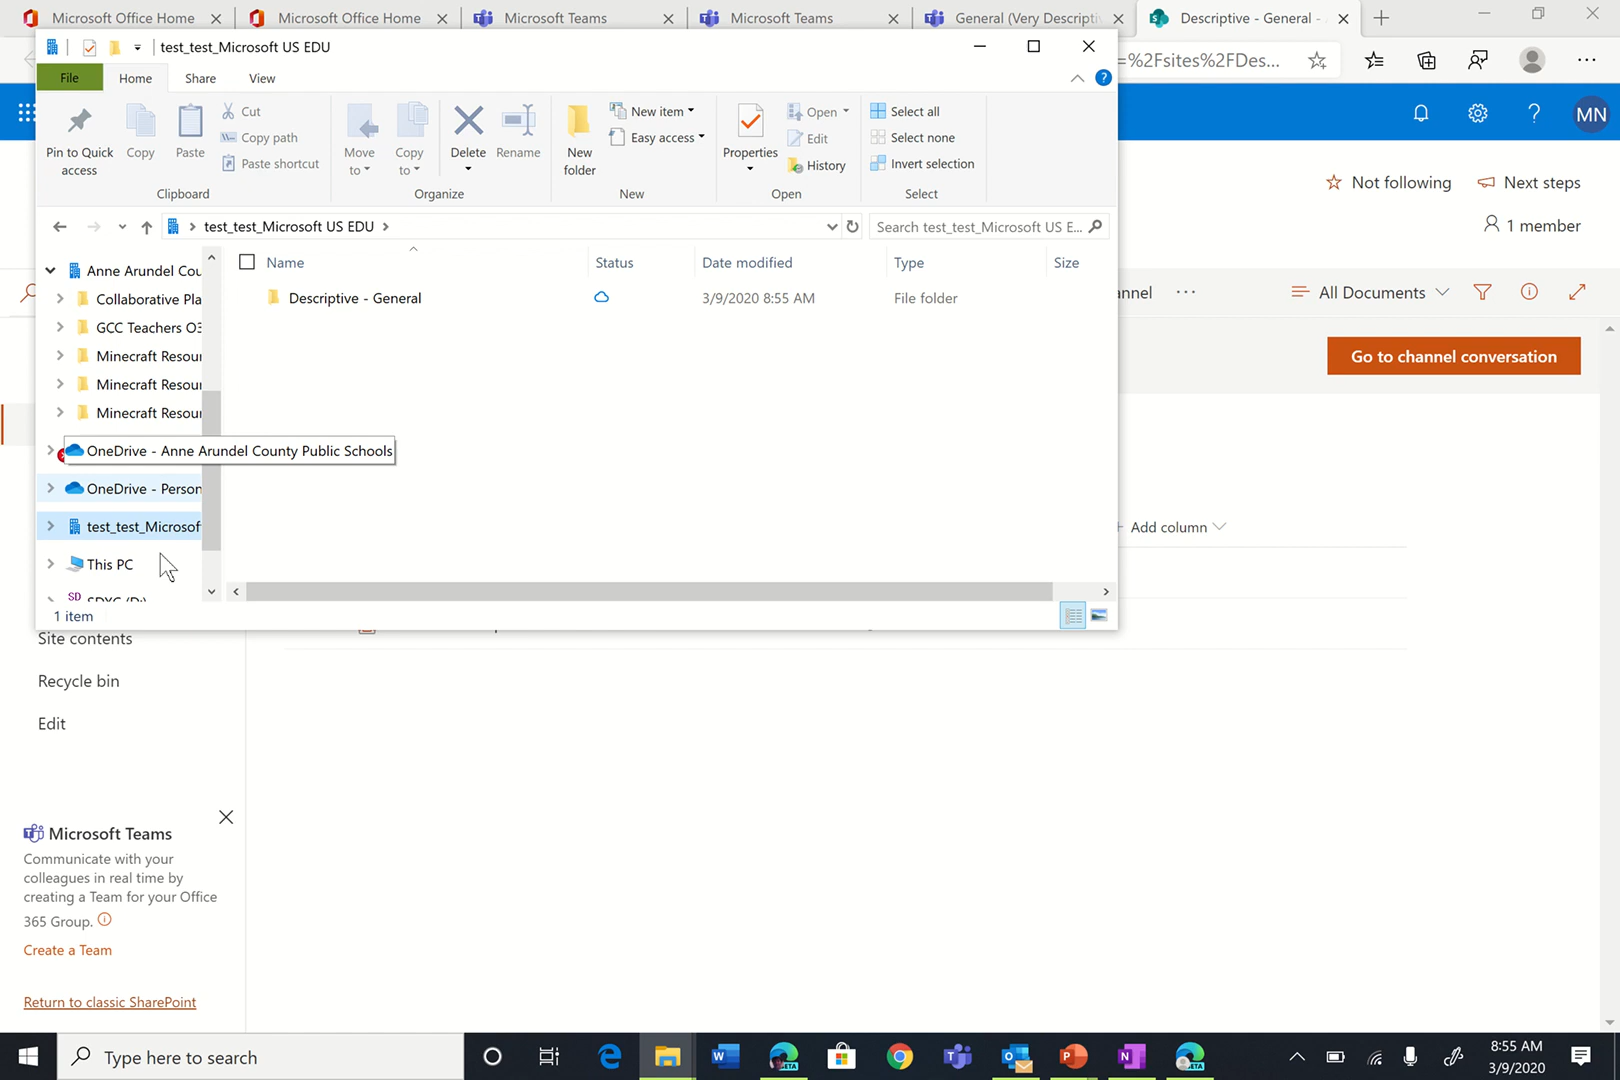 Microsoft Office Home
Microsoft Office Home
Microsoft Teams
Microsoft Teams
General (Very Descripti
Descriptive - General -
test_test_Microsoft US EDU
=%2Fsites%2FDes...
File
Home
Share
View
Pin to Quick access
Copy
Paste
Cut
Copy path
Paste shortcut
Move to
Copy to
Delete
Rename
New folder
New item
Easy access
Properties
Open
Edit
History
Select all
Select none
Invert selection
Clipboard
Organize
New
Open
Select
MN
Not following
Next steps
1 member
test_test_Microsoft US EDU
Search test_test_Microsoft US E...
Name
Status
Date modified
Type
Size
Descriptive - General
3/9/2020 8:55 AM
File folder
Anne Arundel Cou
Collaborative Pla
GCC Teachers O3
Minecraft Resour
Minecraft Resour
Minecraft Resour
OneDrive - Anne Arundel County Public Schools
OneDrive - Person
test_test_Microsof
This PC
1 item
annel
...
All Documents
Go to channel conversation
Add column
Site contents
Recycle bin
Edit
Microsoft Teams
Communicate with your
colleagues in real time by
creating a Team for your Office
365 Group.
Create a Team
Return to classic SharePoint
Type here to search
8:55 AM
3/9/2020